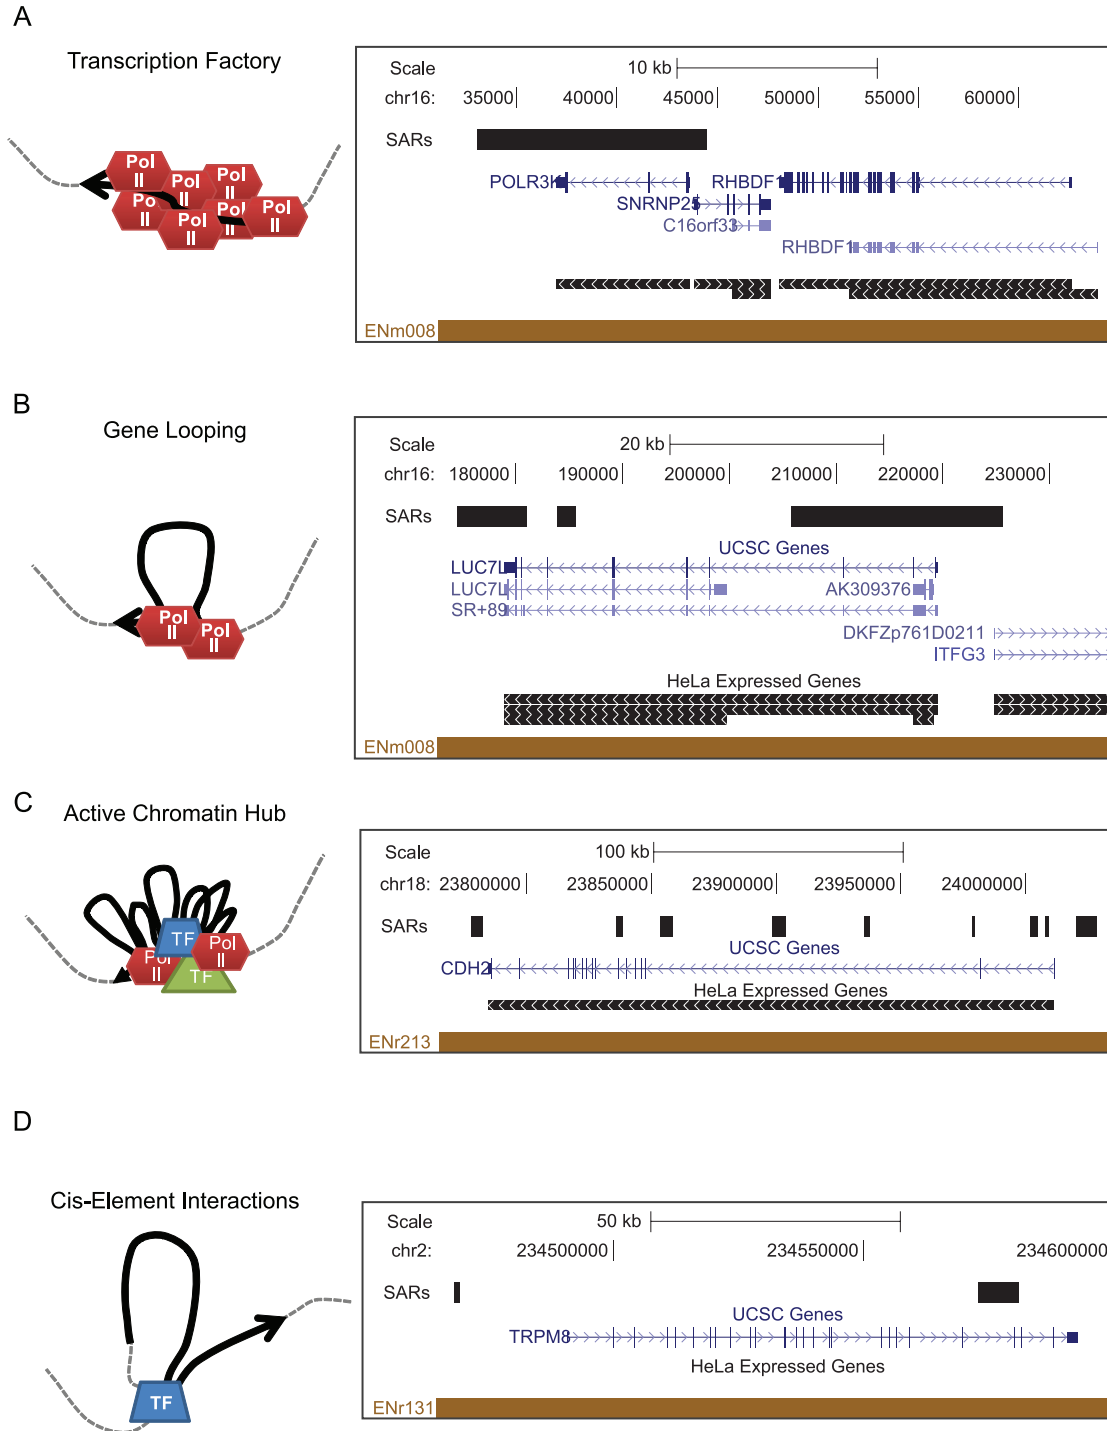 A
Transcription Factory
Pol II
Pol II
Pol II
Po II
Pol II
Pol II
Pol II
Scale 10 kb
chr16: 35000 40000 45000 50000 55000 60000
SARs
POLR3K RHBDF1
SNRNP25
C16orf33
RHBDF1
ENm008
B
Gene Looping
Pol II
Pol II
Scale 20 kb
chr16: 180000 190000 200000 210000 220000 230000
SARs
UCSC Genes
LUC7L
LUC7L AK309376
SR+89
DKFZp761D0211
ITFG3
HeLa Expressed Genes
ENm008
C
Active Chromatin Hub
TF
Pol II
Pol II
TF
Scale 100 kb
chr18: 23800000 23850000 23900000 23950000 24000000
SARs
UCSC Genes
CDH2
HeLa Expressed Genes
ENr213
D
Cis-Element Interactions
TF
Scale 50 kb
chr2: 234500000 234550000 234600000
SARs
UCSC Genes
TRPM8
HeLa Expressed Genes
ENr131